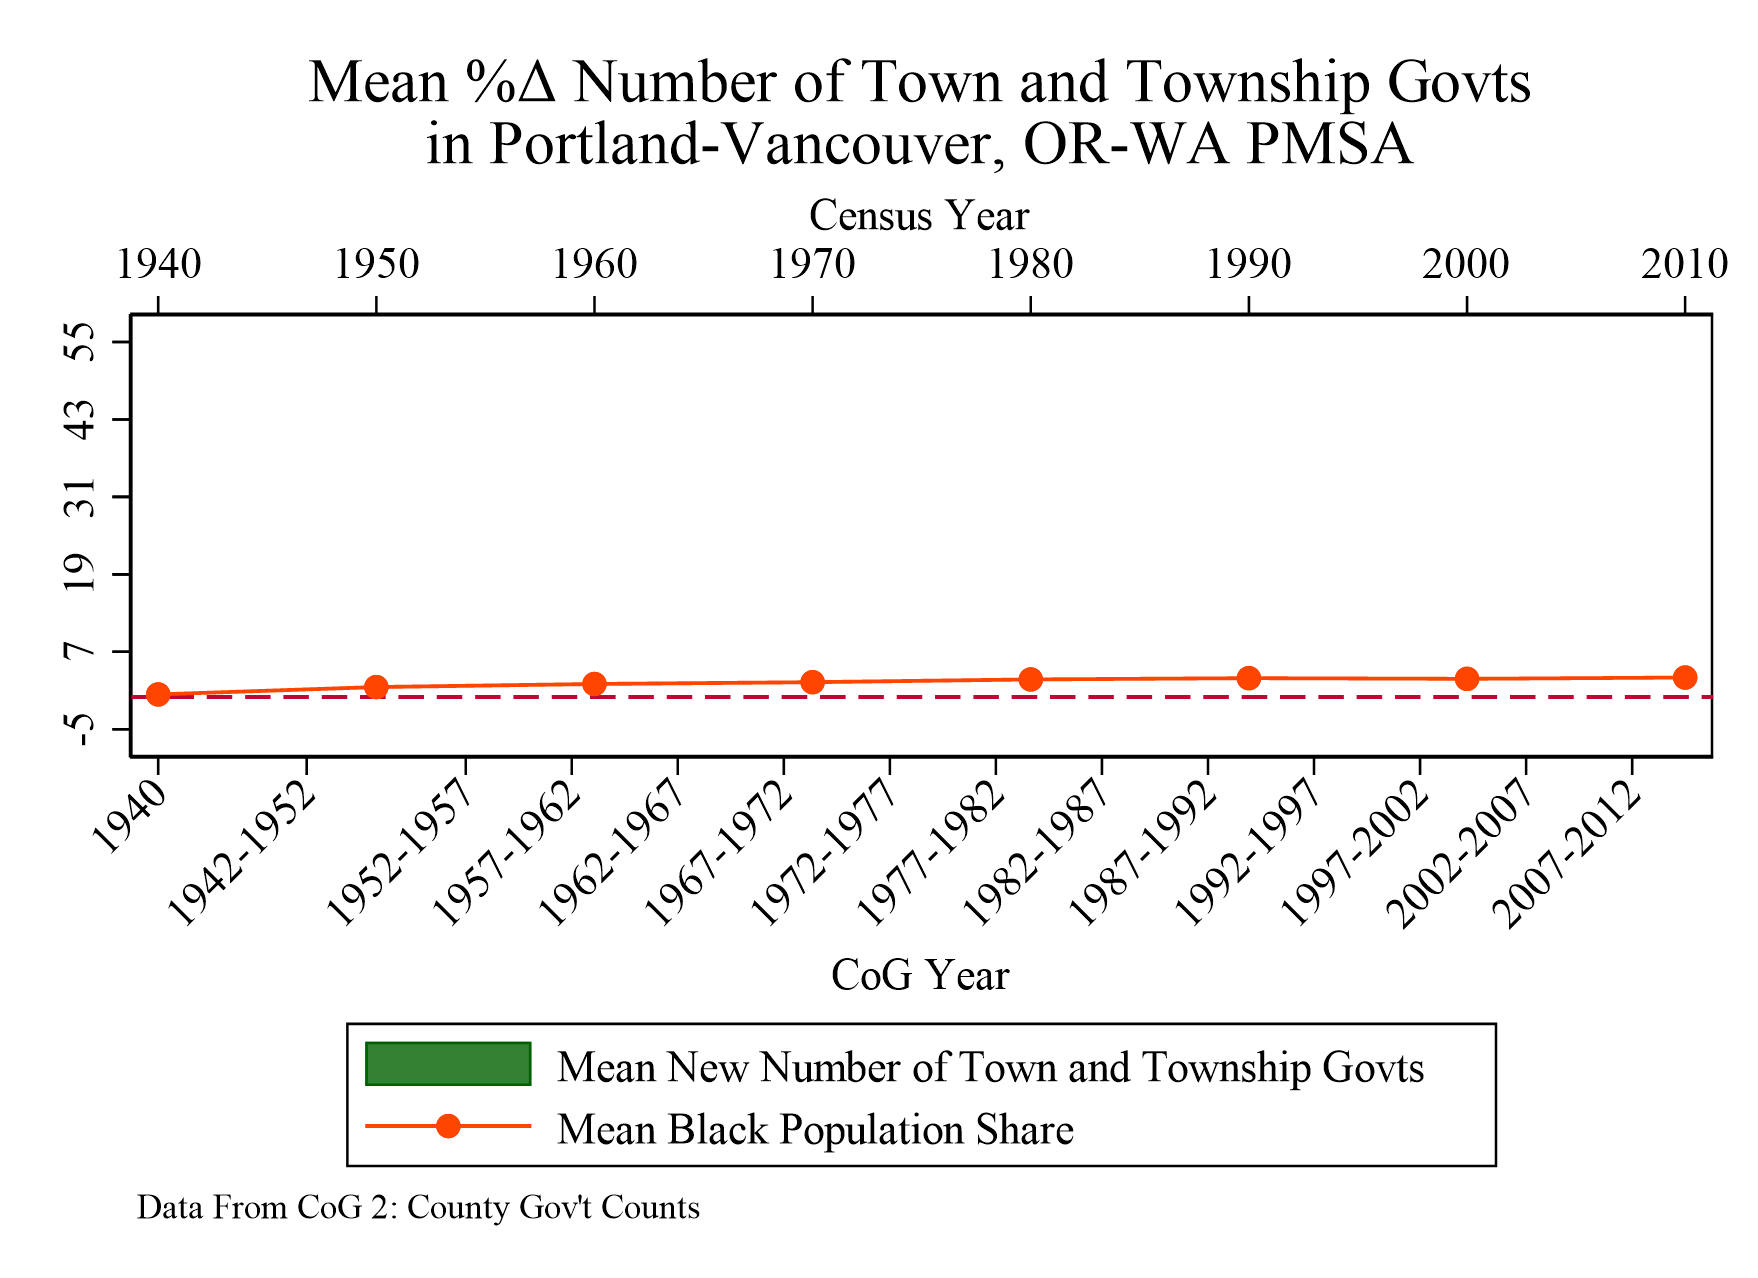 Mean %Δ Number of Town and Township Govts
in Portland-Vancouver, OR-WA PMSA
Census Year
1940 1950 1960 1970 1980 1990 2000 2010
55
43
31
19
7
-5
1940 1942-1952 1952-1957 1957-1962 1962-1967 1967-1972 1972-1977 1977-1982 1982-1987 1987-1992 1992-1997 1997-2002 2002-2007 2007-2012
CoG Year
Mean New Number of Town and Township Govts
Mean Black Population Share
Data From CoG 2: County Gov't Counts